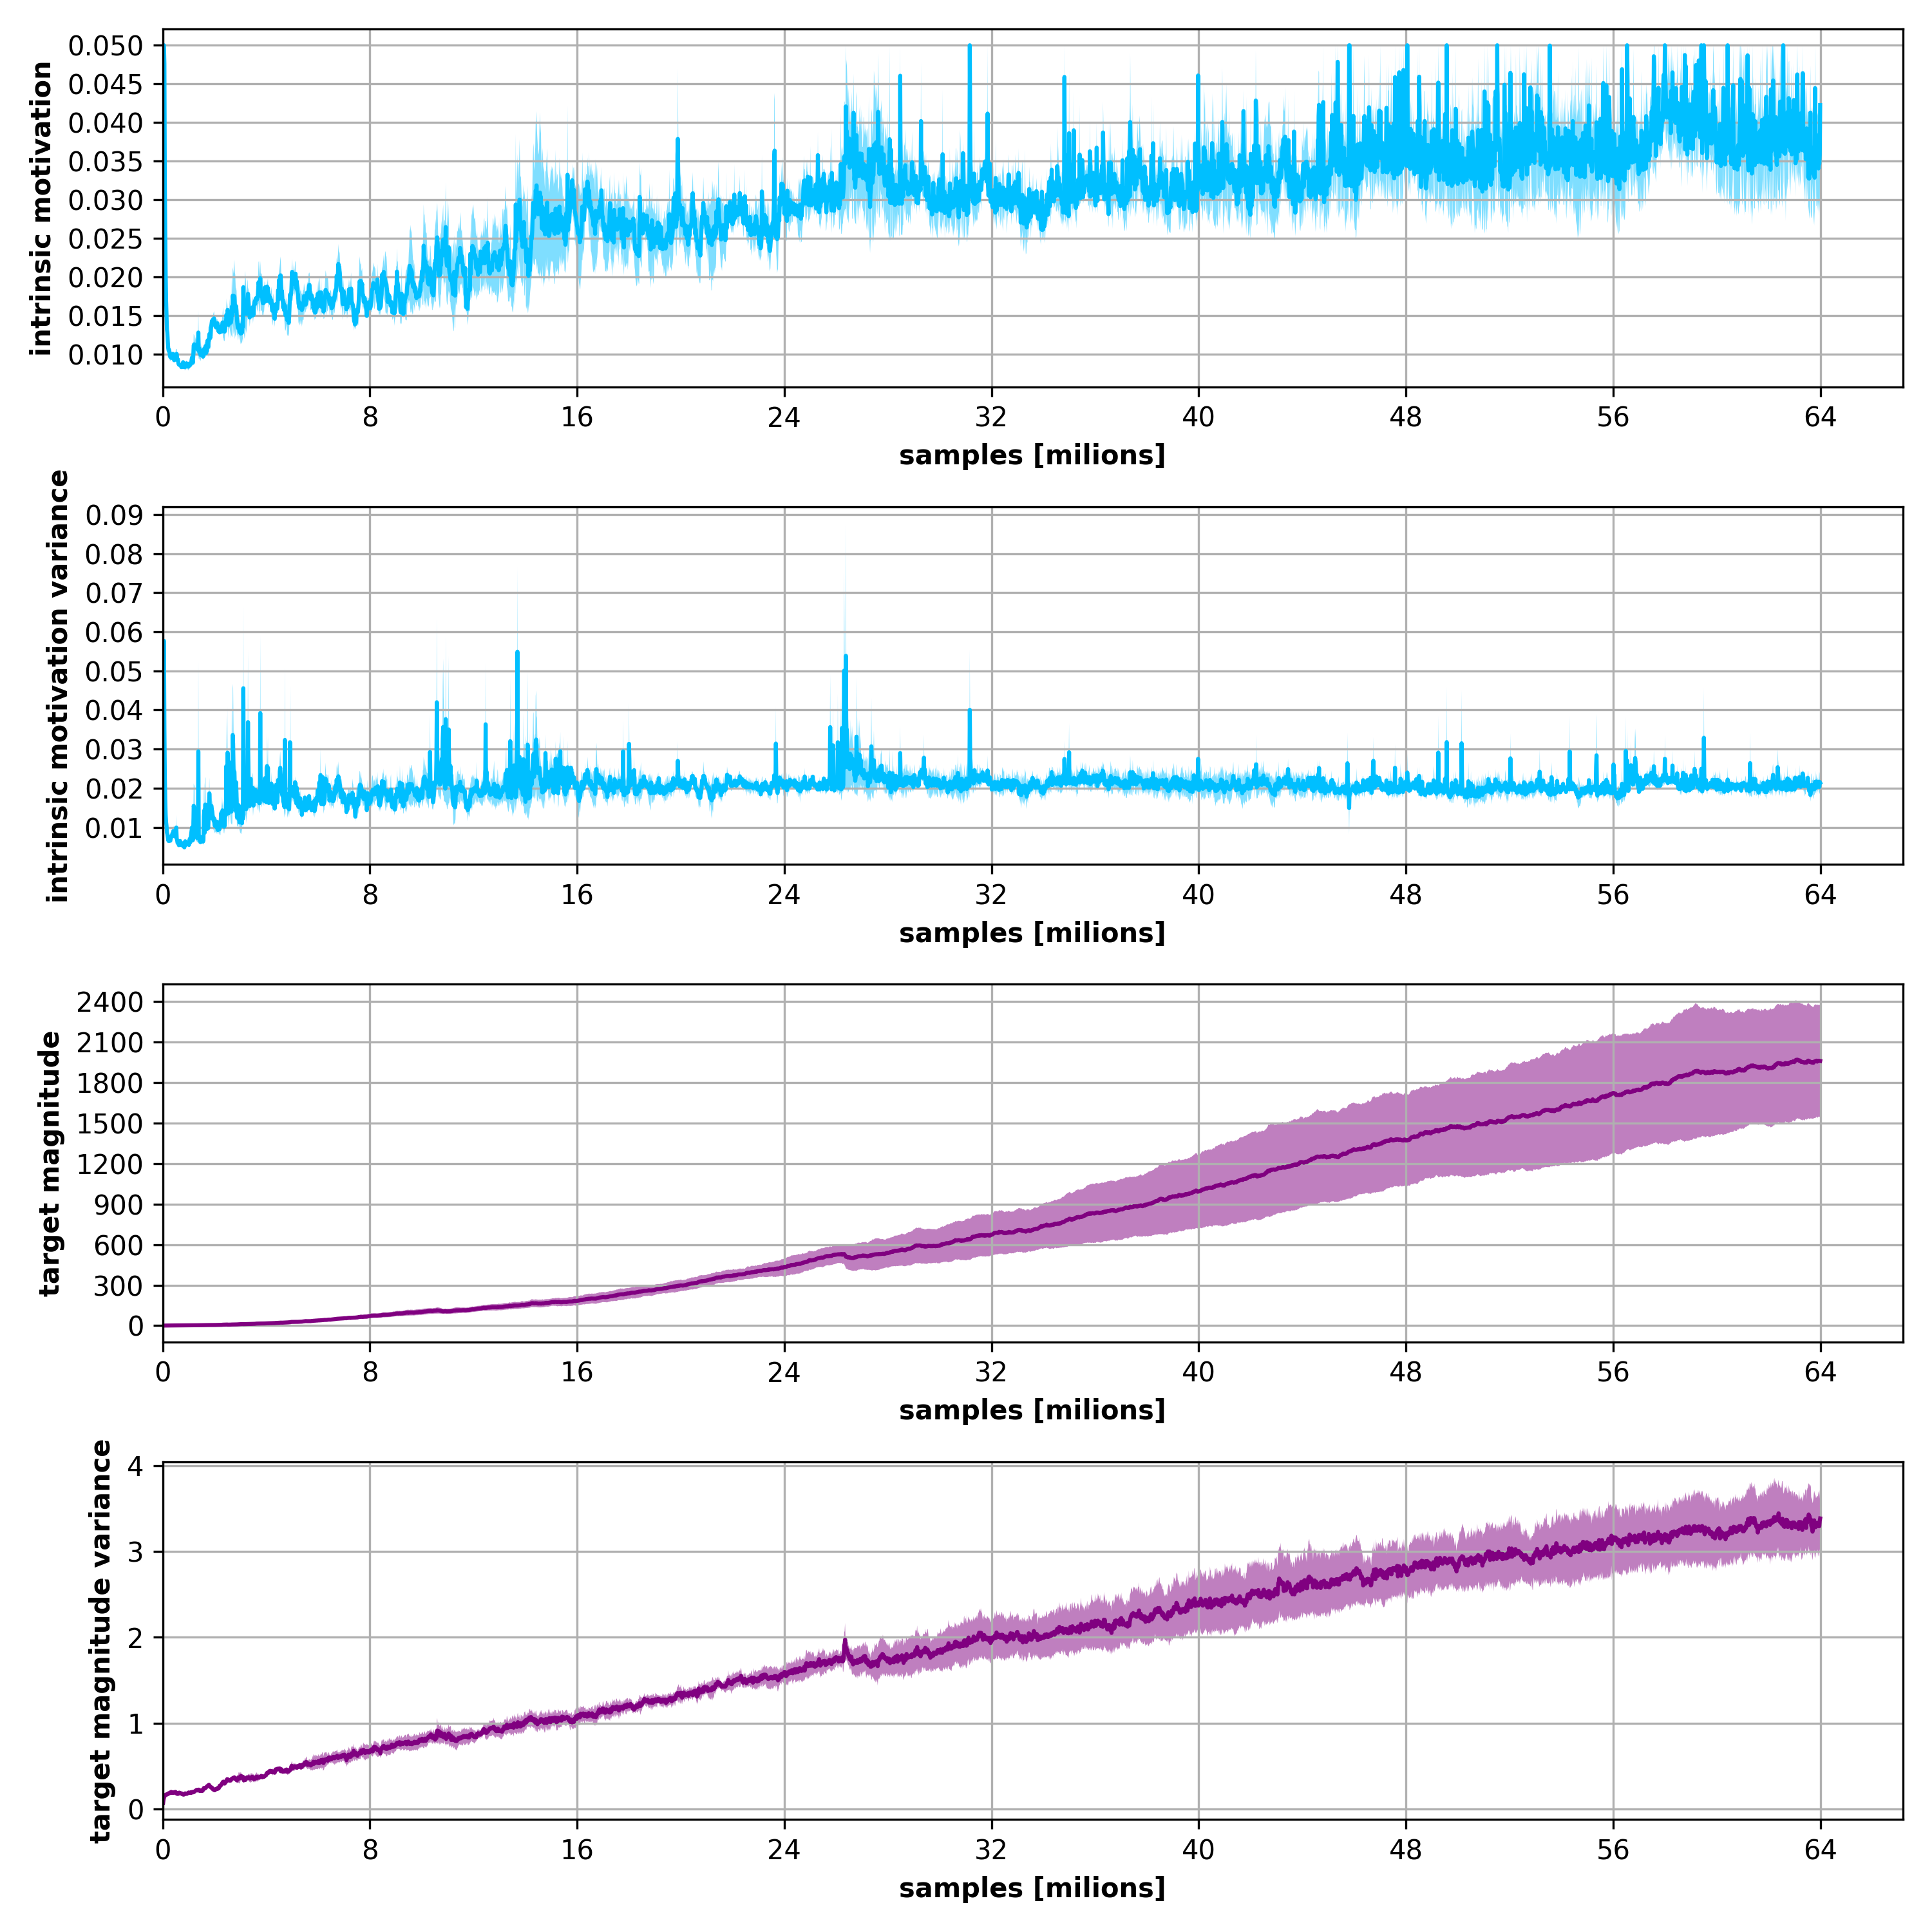 intrinsic motivation
0.050
0.045
0.040
0.035
0.030
0.025
0.020
0.015
0.010
0 8 16 24 32 40 48 56 64
samples [milions]
intrinsic motivation variance
0.09
0.08
0.07
0.06
0.05
0.04
0.03
0.02
0.01
0 8 16 24 32 40 48 56 64
samples [milions]
target magnitude
2400
2100
1800
1500
1200
900
600
300
0
0 8 16 24 32 40 48 56 64
samples [milions]
target magnitude variance
4
3
2
1
0
0 8 16 24 32 40 48 56 64
samples [milions]